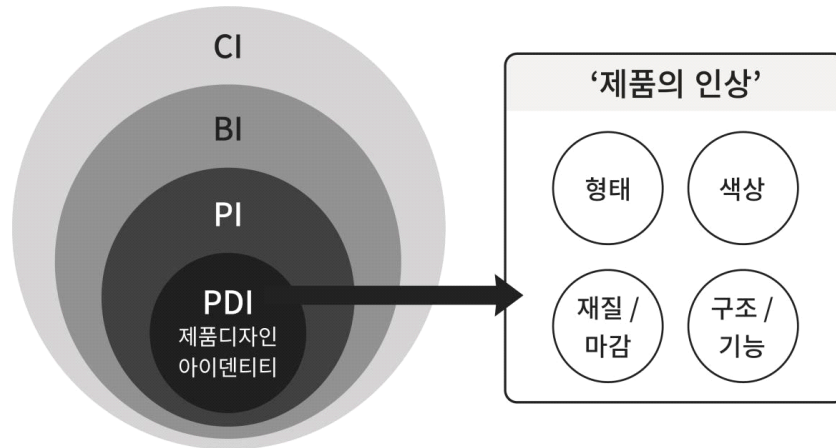 CI
BI
PI
PDI
제품디자인
아이덴티티
‘제품의 인상’
형태
색상
재질 /
마감
구조 /
기능